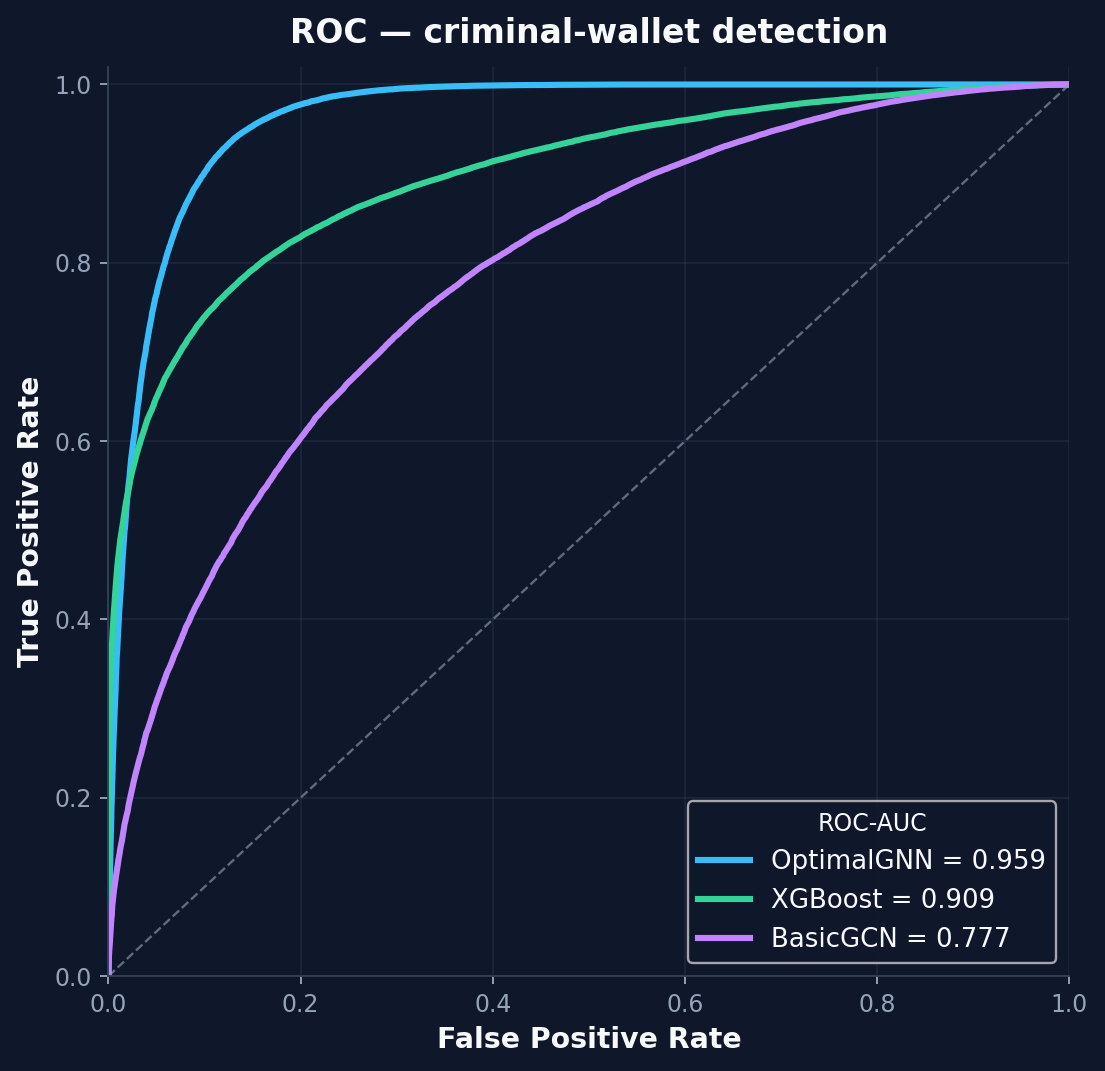 ROC — criminal-wallet detection
True Positive Rate
1.0
0.8
0.6
0.4
0.2
0.0
0.0 0.2 0.4 0.6 0.8 1.0
False Positive Rate
ROC-AUC
OptimalGNN = 0.959
XGBoost = 0.909
BasicGCN = 0.777